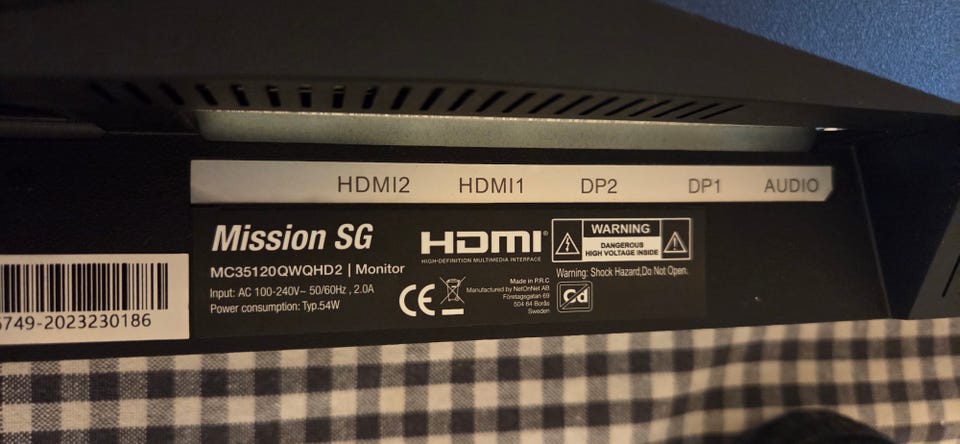 HDMI2 HDMI1 DP2 DP1 AUDIO
Mission SG
MC35120QWQHD2 | Monitor
Input: AC 100-240V~ 50/60Hz , 2.0A
Power consumption: Typ.54W
HDMI®
HIGH-DEFINITION MULTIMEDIA INTERFACE
CE
Made in P.R.C
Manufactured by NetOnNet AB
Företagsgatan 69
504 64 Borås
Sweden
WARNING
DANGEROUS
HIGH VOLTAGE INSIDE
Warning: Shock Hazard,Do Not Open.
Cd
6749-2023230186